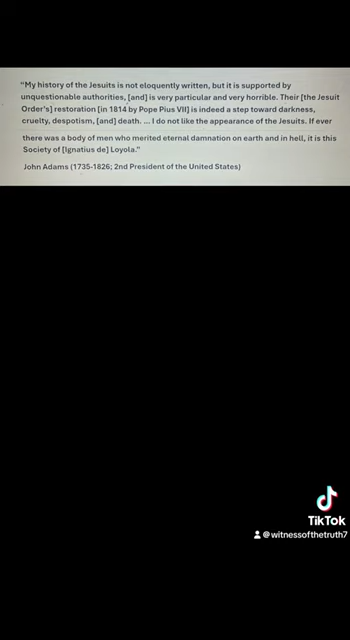 “My history of the Jesuits is not eloquently written, but it is supported by
unquestionable authorities, [and] is very particular and very horrible. Their [the Jesuit
Order's] restoration [in 1814 by Pope Pius VII] is indeed a step toward darkness,
cruelty, despotism, [and] death. ... I do not like the appearance of the Jesuits. If ever
there was a body of men who merited eternal damnation on earth and in hell, it is this
Society of [Ignatius de] Loyola.”
John Adams (1735-1826; 2nd President of the United States)
TikTok
@witnessofthetruth7